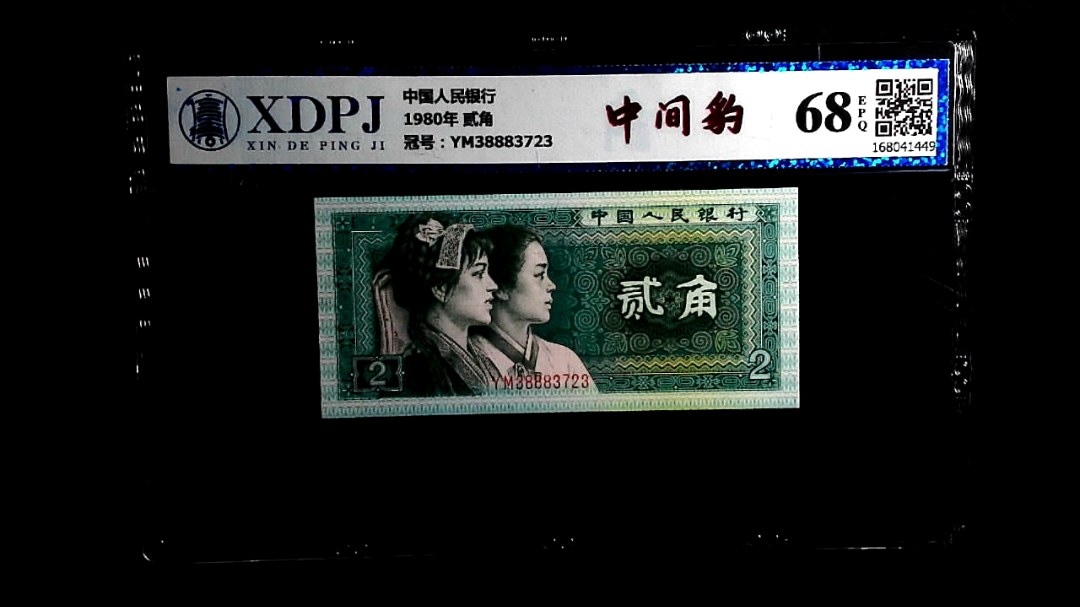 XDPJ
XIN DE PING JI
中国人民银行
1980年 贰角
冠号：YM38883723
中间豹
68
EPQ
168041449
中国人民银行
贰角
2
2
YM38883723